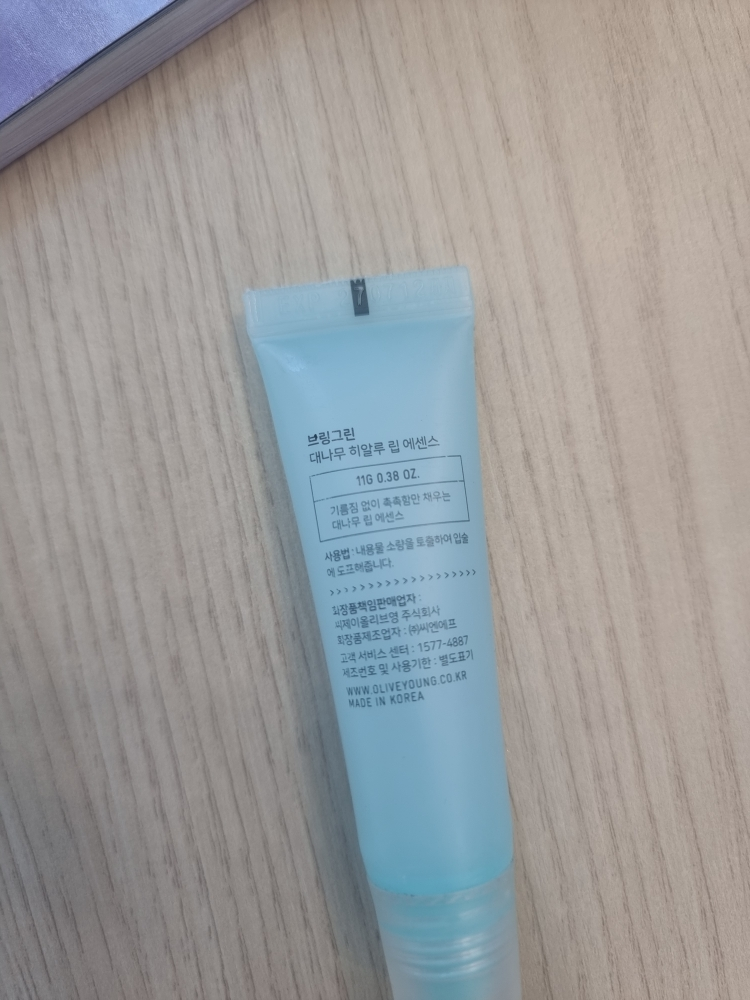 브링그린
대나무 히알루 립 에센스
11G 0.38 OZ.
기름짐 없이 촉촉함만 채우는
대나무 립 에센스
사용법 : 내용물 소량을 토출하여 입술
에 도포해줍니다.
>>>>>>>>>>>>>>>>>>>>
화장품책임판매업자 :
씨제이올리브영 주식회사
화장품제조업자 : ㈜씨엔에프
고객 서비스 센터 : 1577-4887
제조번호 및 사용기한 : 별도표기
WWW.OLIVEYOUNG.CO.KR
MADE IN KOREA